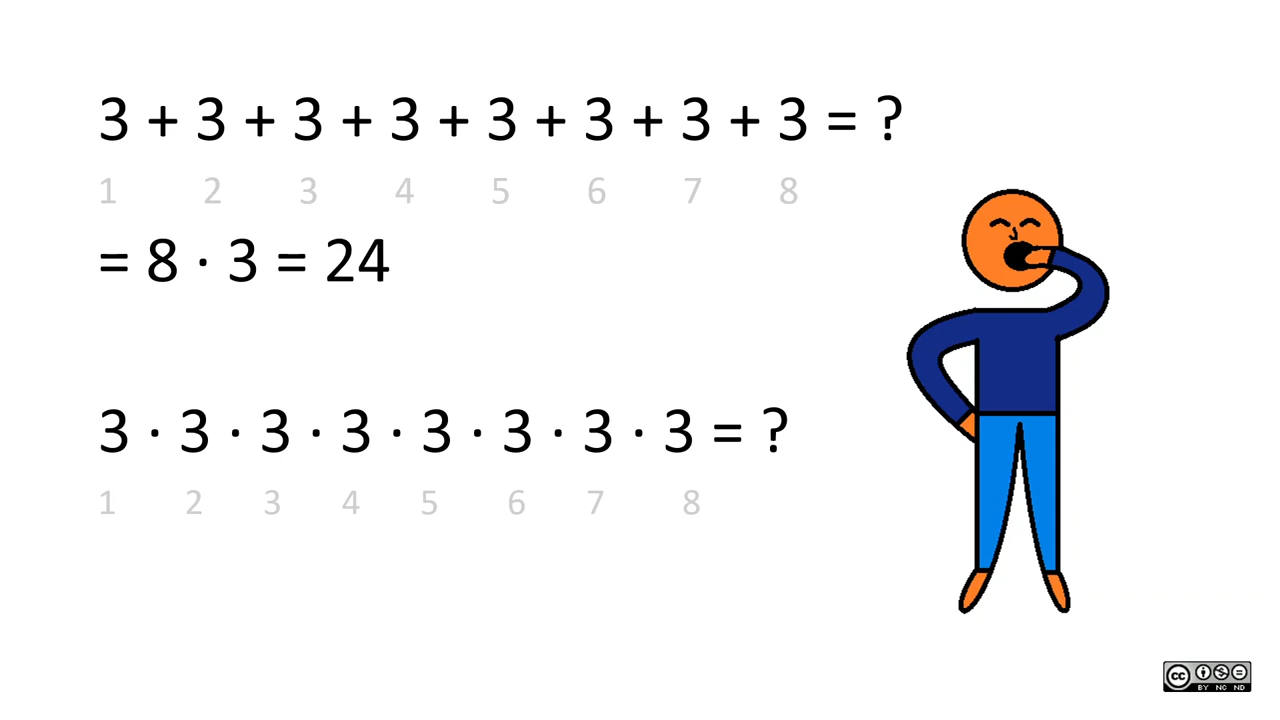 3 + 3 + 3 + 3 + 3 + 3 + 3 + 3 = ?
1 2 3 4 5 6 7 8
= 8 · 3 = 24
3 · 3 · 3 · 3 · 3 · 3 · 3 · 3 = ?
1 2 3 4 5 6 7 8
cc
BY NC ND